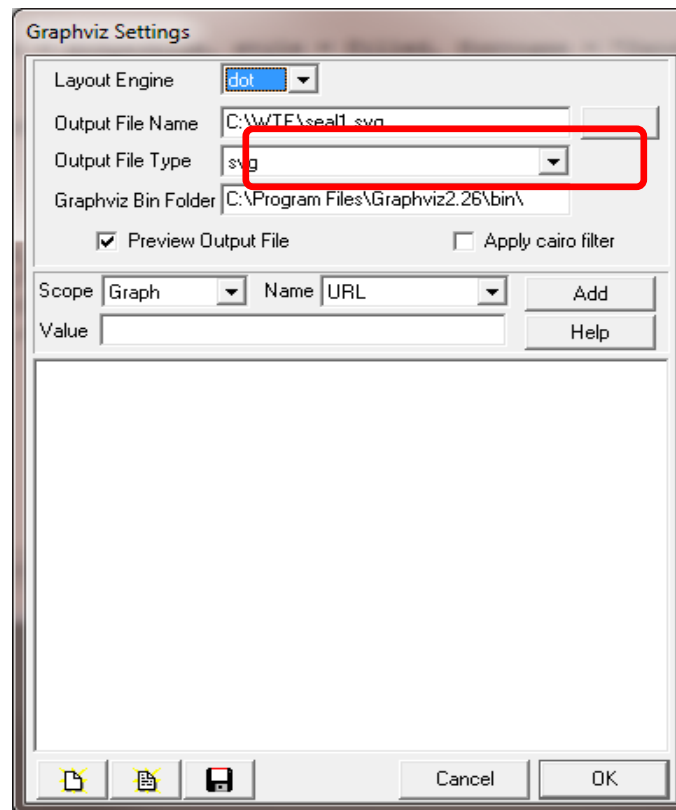 Graphviz Settings
Layout Engine dot
Output File Name C:\WTF\seal1.svg
Output File Type svg
Graphviz Bin Folder C:\Program Files\Graphviz2.26\bin\
Preview Output File Apply cairo filter
Scope Graph Name URL Add
Value Help
Cancel OK